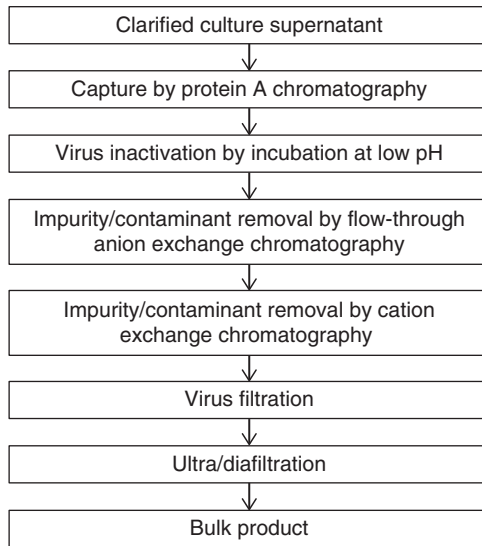 Clarified culture supernatant
Capture by protein A chromatography
Virus inactivation by incubation at low pH
Impurity/contaminant removal by flow-through
anion exchange chromatography
Impurity/contaminant removal by cation
exchange chromatography
Virus filtration
Ultra/diafiltration
Bulk product